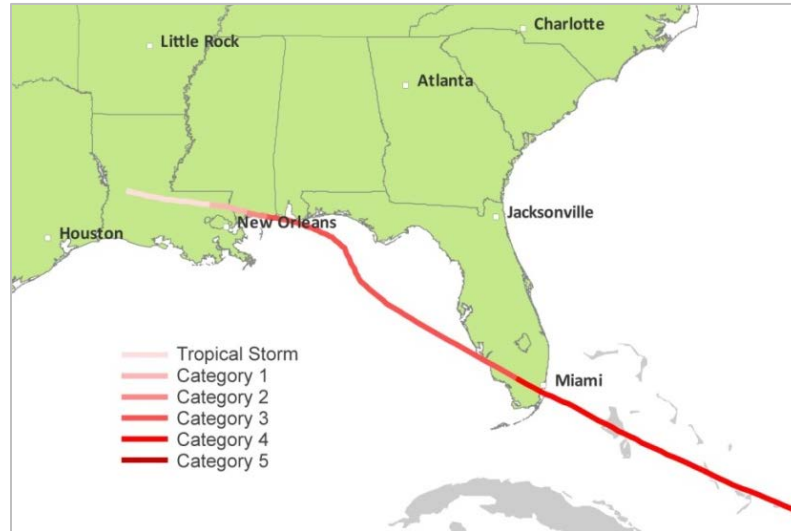 Charlotte
Little Rock
Atlanta
Jacksonville
New Orleans
Houston
Tropical Storm
Category 1
Category 2
Category 3
Category 4
Category 5
Miami